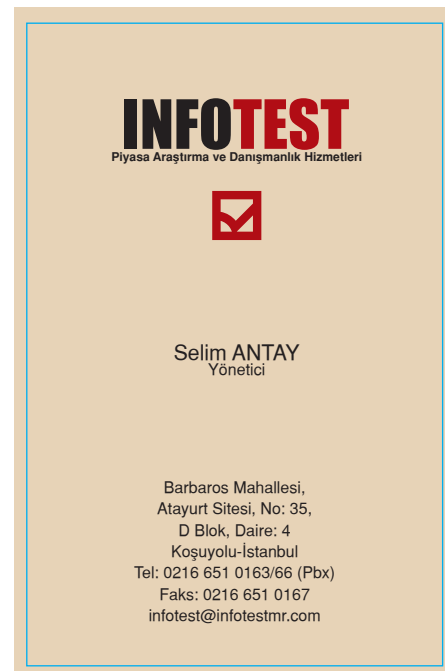 INFOTEST
Piyasa Araştırma ve Danışmanlık Hizmetleri
Selim ANTAY
Yönetici
Barbaros Mahallesi,
Atayurt Sitesi, No: 35,
D Blok, Daire: 4
Koşuyolu-İstanbul
Tel: 0216 651 0163/66 (Pbx)
Faks: 0216 651 0167
infotest@infotestmr.com